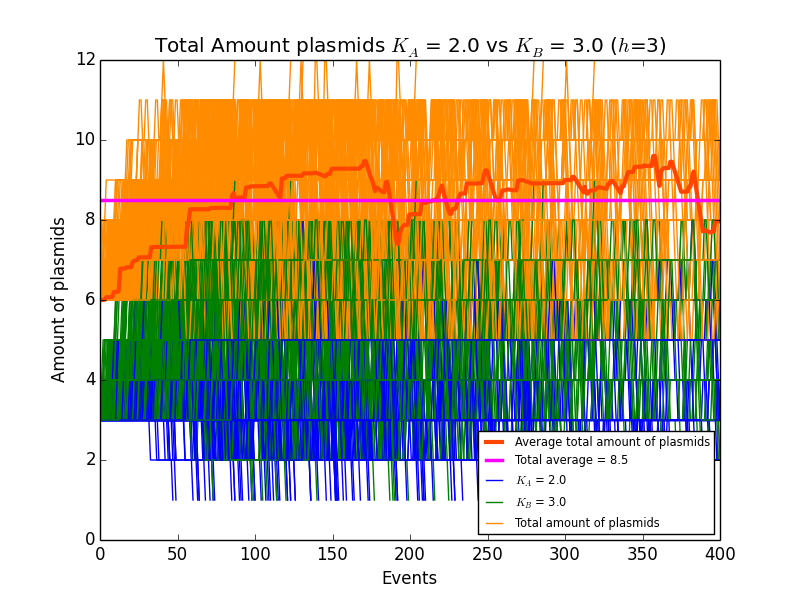 Total Amount plasmids K_A = 2.0 vs K_B = 3.0 (h=3)
12
10
8
6
4
2
0
Amount of plasmids
0 50 100 150 200 250 300 350 400
Events
Average total amount of plasmids
Total average = 8.5
K_A = 2.0
K_B = 3.0
Total amount of plasmids